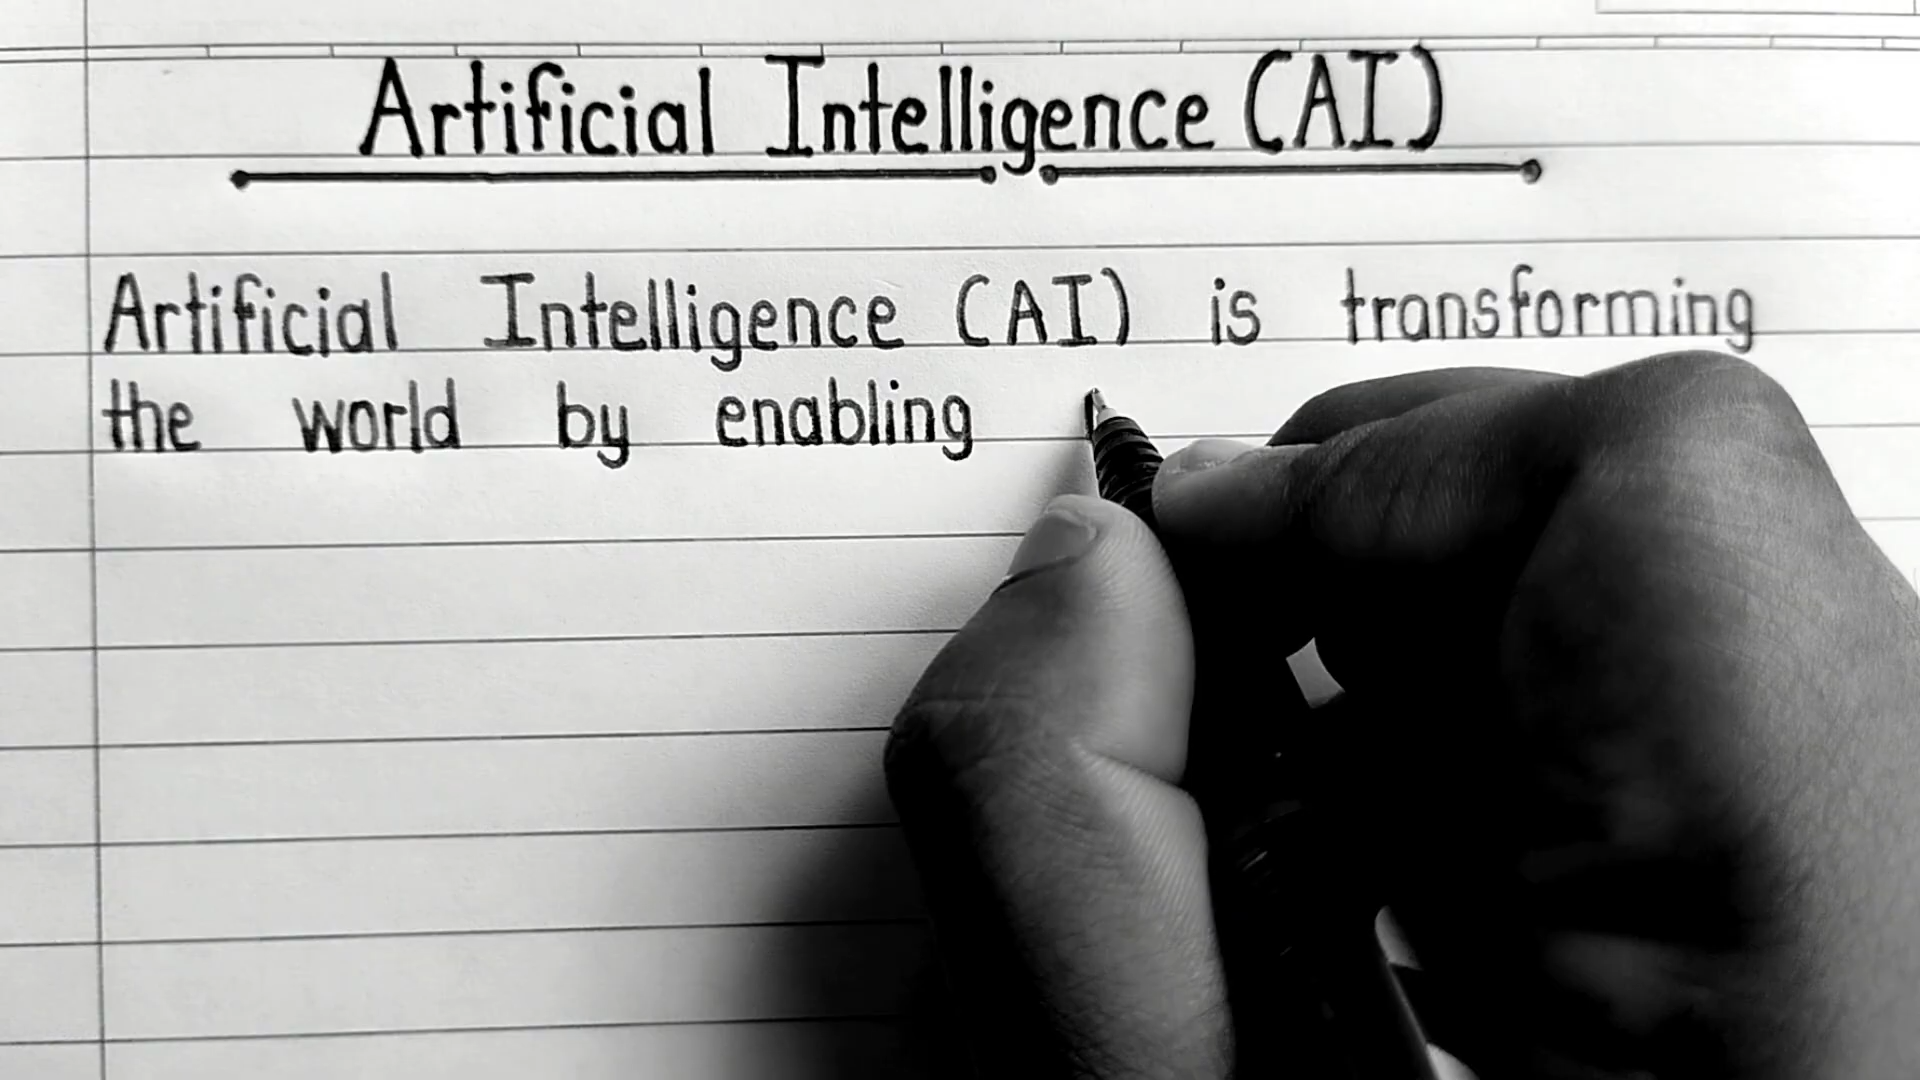 Artificial Intelligence (AI)
Artificial Intelligence (AI) is transforming
the world by enabling